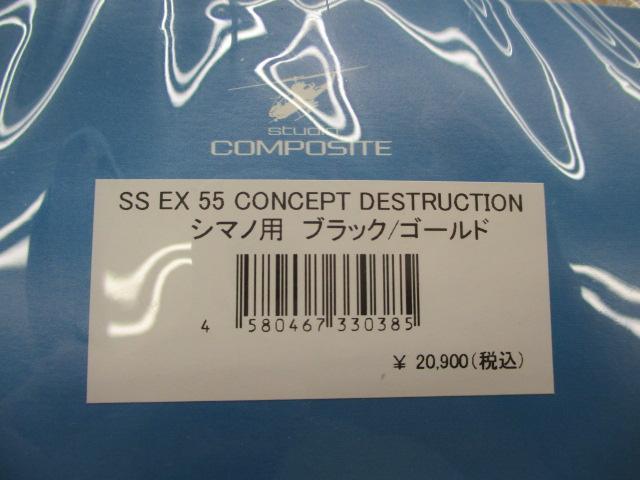 studio
COMPOSITE
SS EX 55 CONCEPT DESTRUCTION
シマノ用 ブラック/ゴールド
4 580467 330385
¥ 20,900(税込)